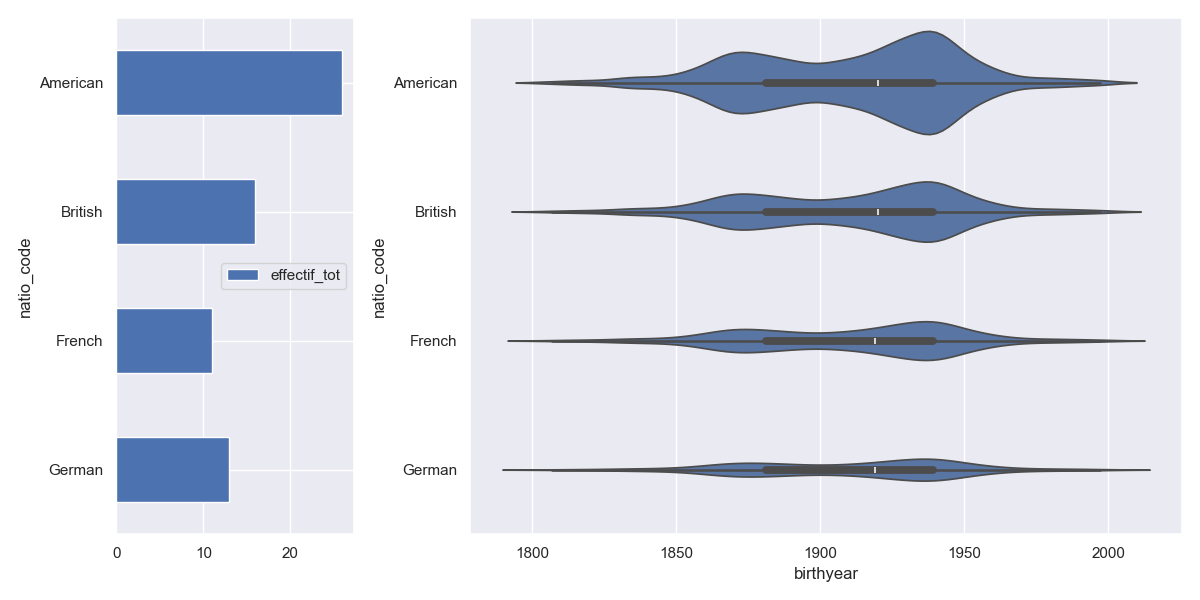 natio_code
American
British
French
German
effectif_tot
0 10 20
natio_code
American
British
French
German
1800 1850 1900 1950 2000
birthyear